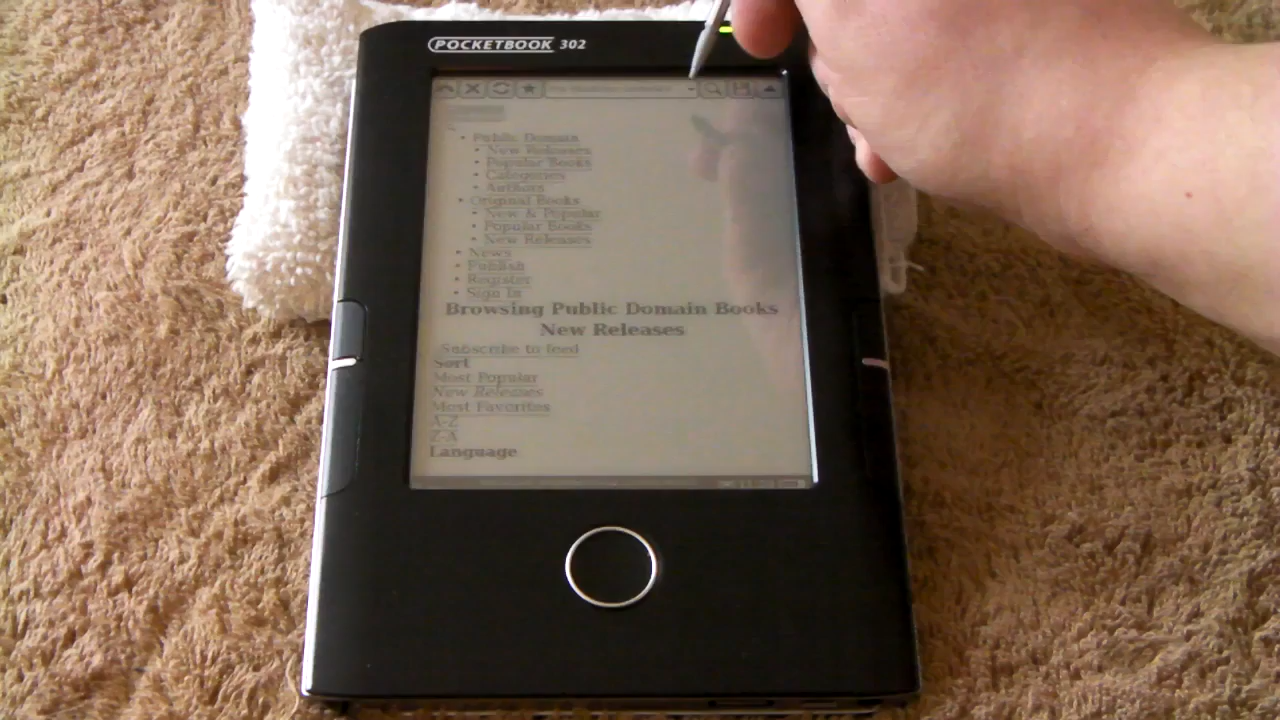 POCKETBOOK 302
Public Domain
New Releases
Popular Books
Categories
Authors
Original Books
New & Popular
Popular Books
New Releases
News
Publish
Register
Sign In
Browsing Public Domain Books
New Releases
Subscribe to feed
Sort
Most Popular
New Releases
Most Favorites
A-Z
Z-A
Language